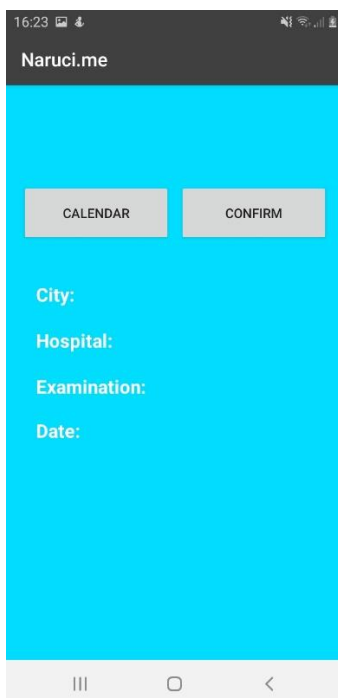 16:23
Naruci.me
CALENDAR CONFIRM
City:
Hospital:
Examination:
Date: